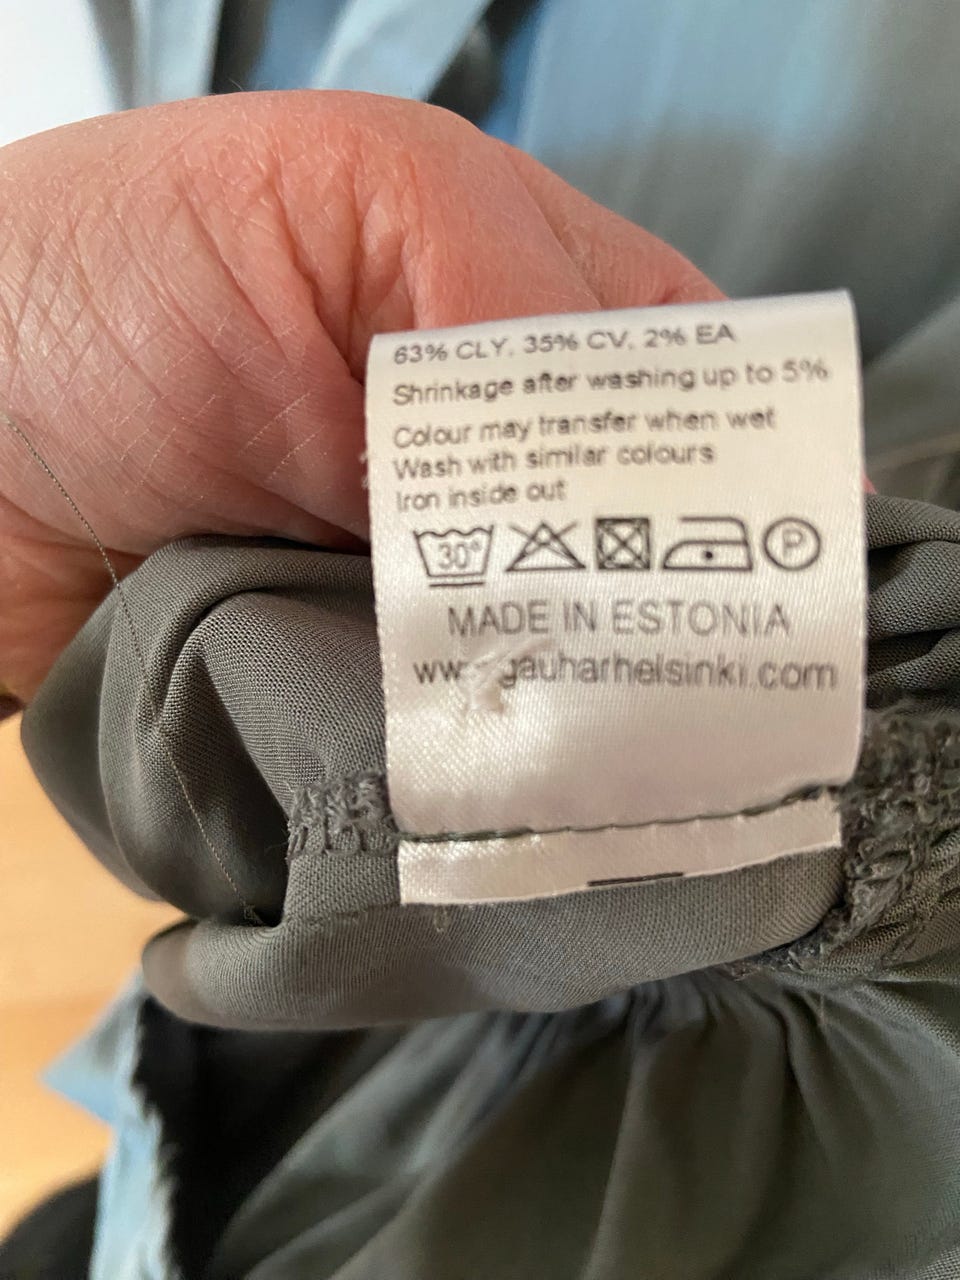 63% CLY, 35% CV, 2% EA
Shrinkage after washing up to 5%
Colour may transfer when wet
Wash with similar colours
Iron inside out
30° P
MADE IN ESTONIA
www.gauharhelsinki.com